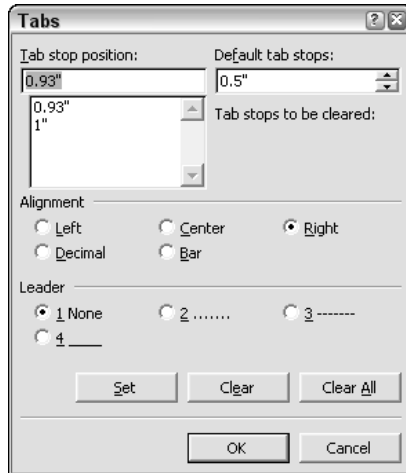 Tabs
Tab stop position: Default tab stops:
0.93" 0.5"
0.93" Tab stops to be cleared:
1"
Alignment
Left Center Right
Decimal Bar
Leader
1 None 2 ....... 3 -------
4 ____
Set Clear Clear All
OK Cancel